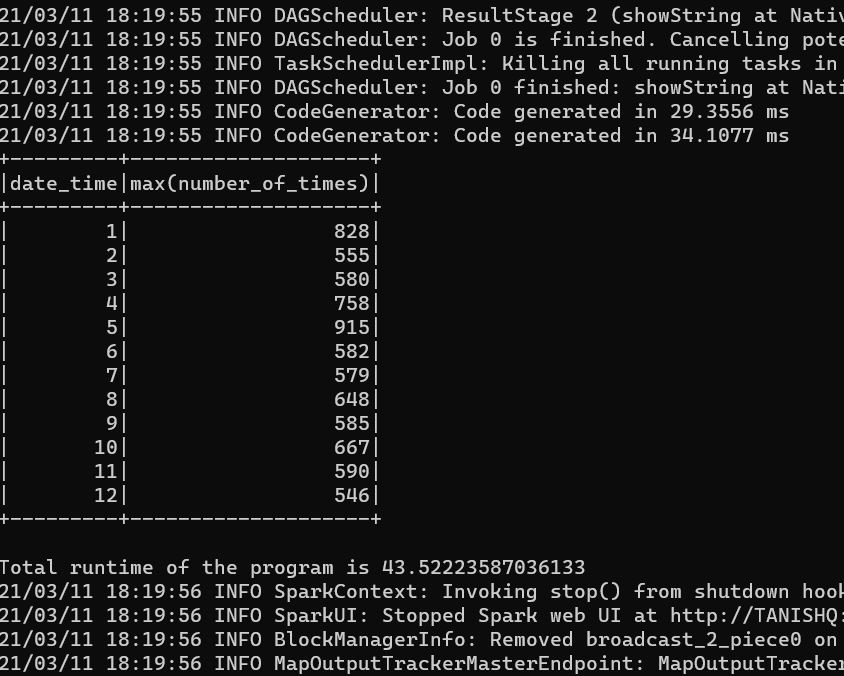 21/03/11 18:19:55 INFO DAGScheduler: ResultStage 2 (showString at Nativ
21/03/11 18:19:55 INFO DAGScheduler: Job 0 is finished. Cancelling pote
21/03/11 18:19:55 INFO TaskSchedulerImpl: Killing all running tasks in
21/03/11 18:19:55 INFO DAGScheduler: Job 0 finished: showString at Nati
21/03/11 18:19:55 INFO CodeGenerator: Code generated in 29.3556 ms
21/03/11 18:19:55 INFO CodeGenerator: Code generated in 34.1077 ms
+---------+--------------------+
|date_time|max(number_of_times)|
+---------+--------------------+
|        1|                 828|
|        2|                 555|
|        3|                 580|
|        4|                 758|
|        5|                 915|
|        6|                 582|
|        7|                 579|
|        8|                 648|
|        9|                 585|
|       10|                 667|
|       11|                 590|
|       12|                 546|
+---------+--------------------+
Total runtime of the program is 43.52223587036133
21/03/11 18:19:56 INFO SparkContext: Invoking stop() from shutdown hook
21/03/11 18:19:56 INFO SparkUI: Stopped Spark web UI at http://TANISHQ:
21/03/11 18:19:56 INFO BlockManagerInfo: Removed broadcast_2_piece0 on
21/03/11 18:19:56 INFO MapOutputTrackerMasterEndpoint: MapOutputTracker